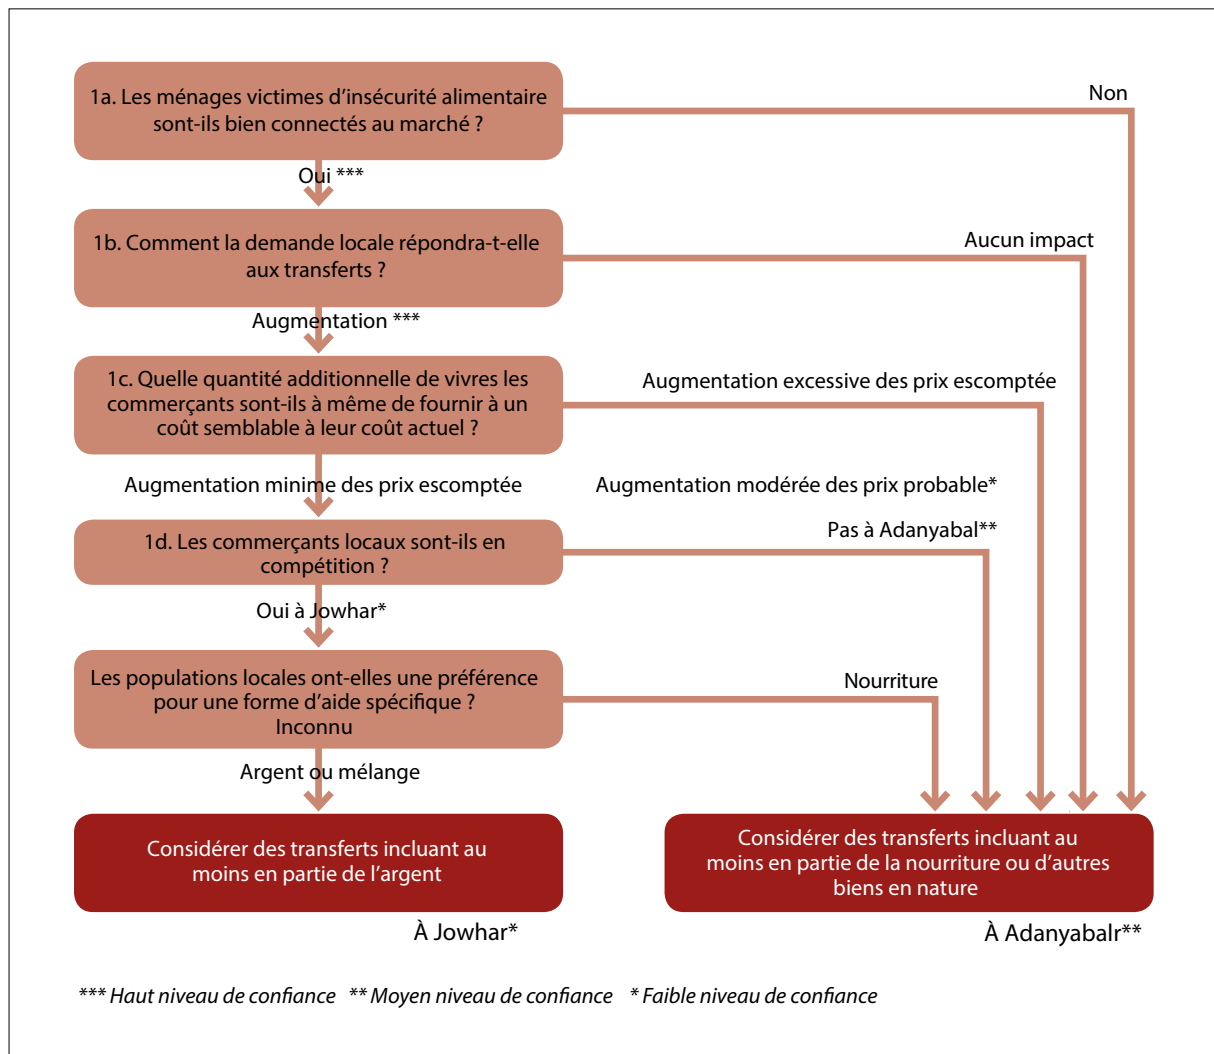 1a. Les ménages victimes d’insécurité alimentaire
sont-ils bien connectés au marché ?
Non
Oui ***
1b. Comment la demande locale répondra-t-elle
aux transferts ?
Aucun impact
Augmentation ***
1c. Quelle quantité additionnelle de vivres les
commerçants sont-ils à même de fournir à un
coût semblable à leur coût actuel ?
Augmentation excessive des prix escomptée
Augmentation minime des prix escomptée
Augmentation modérée des prix probable*
1d. Les commerçants locaux sont-ils en
compétition ?
Pas à Adanyabal**
Oui à Jowhar*
Les populations locales ont-elles une préférence
pour une forme d’aide spécifique ?
Inconnu
Nourriture
Argent ou mélange
Considérer des transferts incluant au
moins en partie de l’argent
Considérer des transferts incluant au
moins en partie de la nourriture ou d’autres
biens en nature
À Jowhar*
À Adanyabalr**
*** Haut niveau de confiance ** Moyen niveau de confiance * Faible niveau de confiance